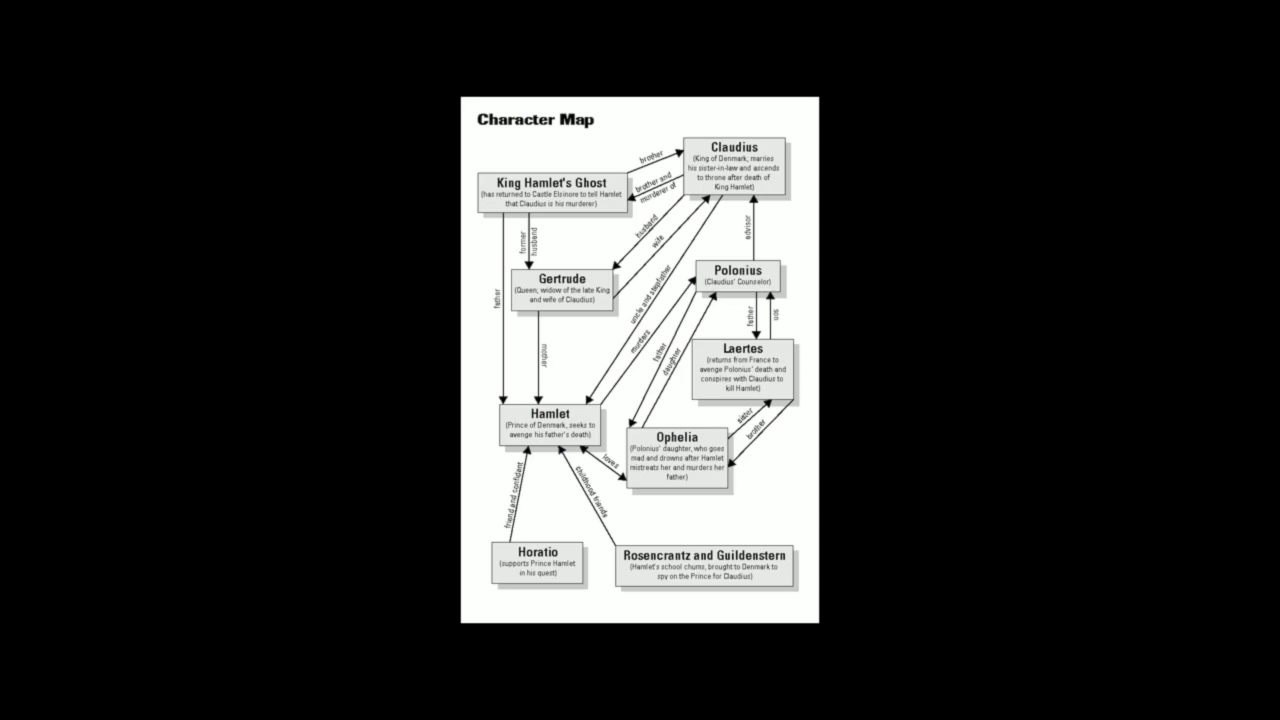 Character Map
Claudius
(King of Denmark, marries
his sister-in-law and ascends
to throne after death of
King Hamlet)
brother
brother and
murderer of
King Hamlet's Ghost
(has returned to Castle Elsinore to tell Hamlet
that Claudius is his murderer)
former
husband
husband
wife
advisor
Polonius
(Claudius' Counselor)
Gertrude
(Queen, widow of the late King
and wife of Claudius)
father
uncle and stepfather
father
son
mother
murders
father
daughter
Laertes
(returns from France to
avenge Polonius' death and
conspires with Claudius to
kill Hamlet)
Hamlet
(Prince of Denmark, seeks to
avenge his father's death)
sister
brother
Ophelia
(Polonius' daughter, who goes
mad and drowns after Hamlet
mistreats her and murders her
father)
loves
friend and confidant
childhood friends
Horatio
(supports Prince Hamlet
in his quest)
Rosencrantz and Guildenstern
(Hamlet's school chums, brought to Denmark to
spy on the Prince for Claudius)